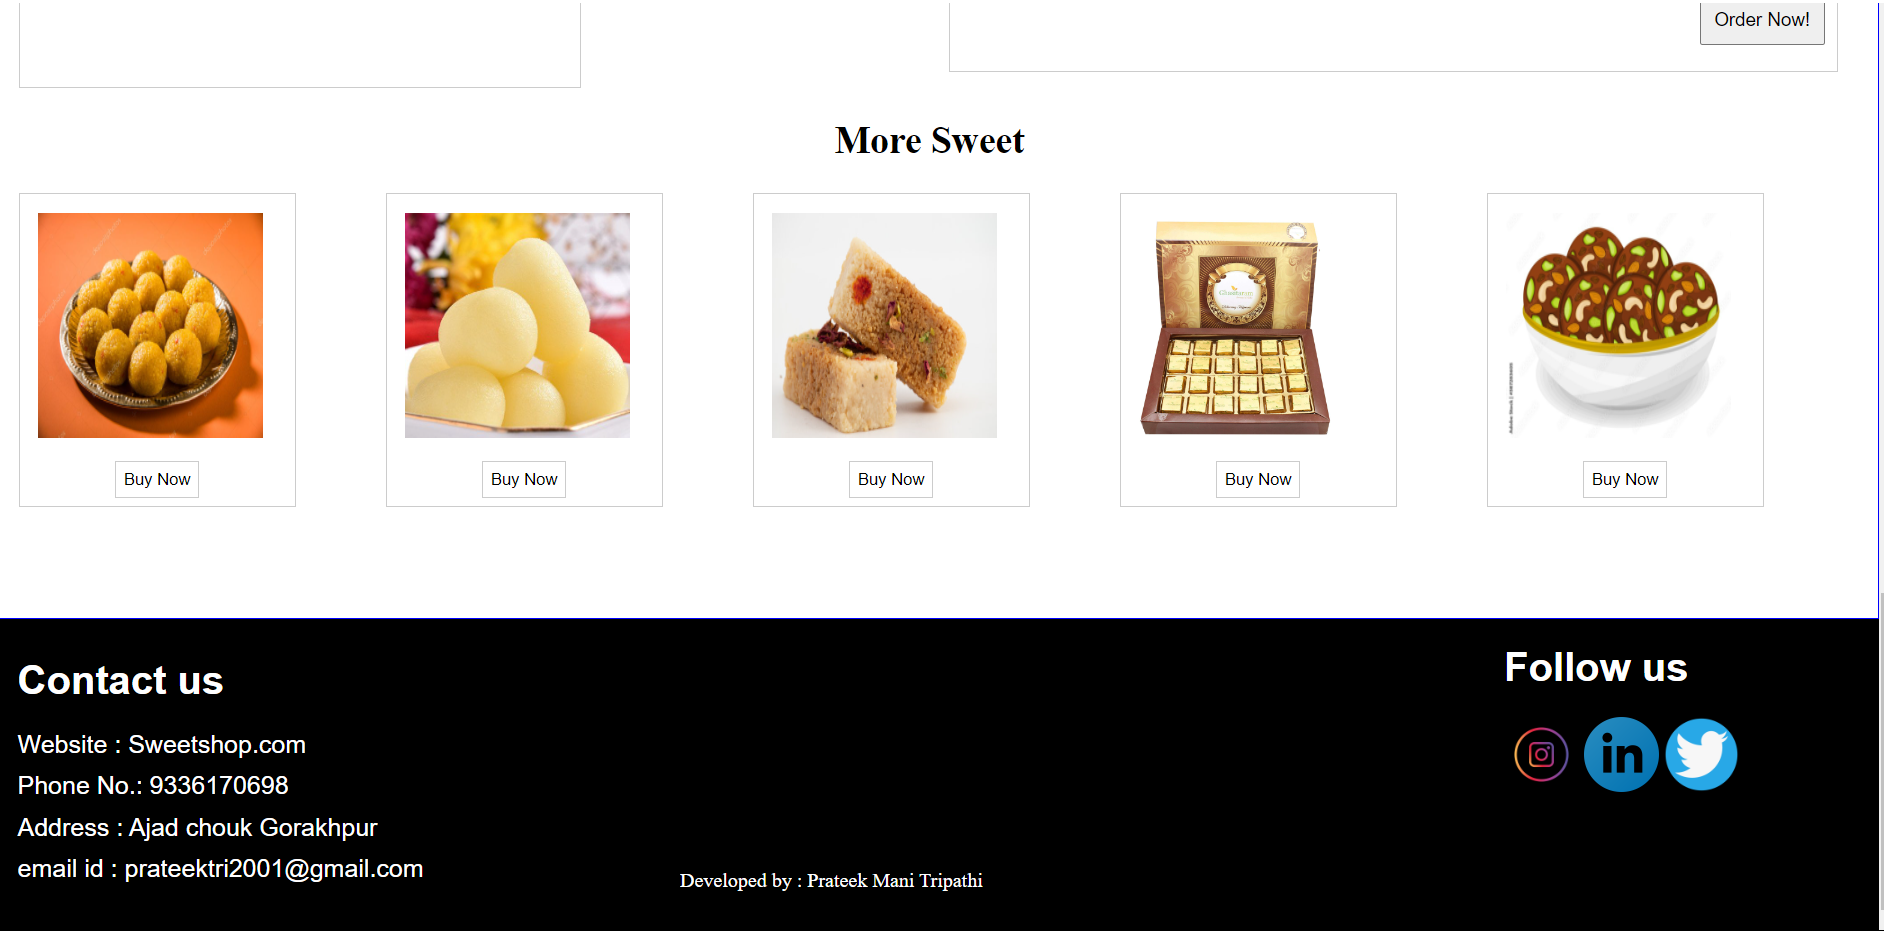 Order Now!
More Sweet
Buy Now
Buy Now
Buy Now
Buy Now
Buy Now
Contact us
Follow us
Website : Sweetshop.com
Phone No.: 9336170698
Address : Ajad chouk Gorakhpur
email id : prateektri2001@gmail.com
Developed by : Prateek Mani Tripathi
in